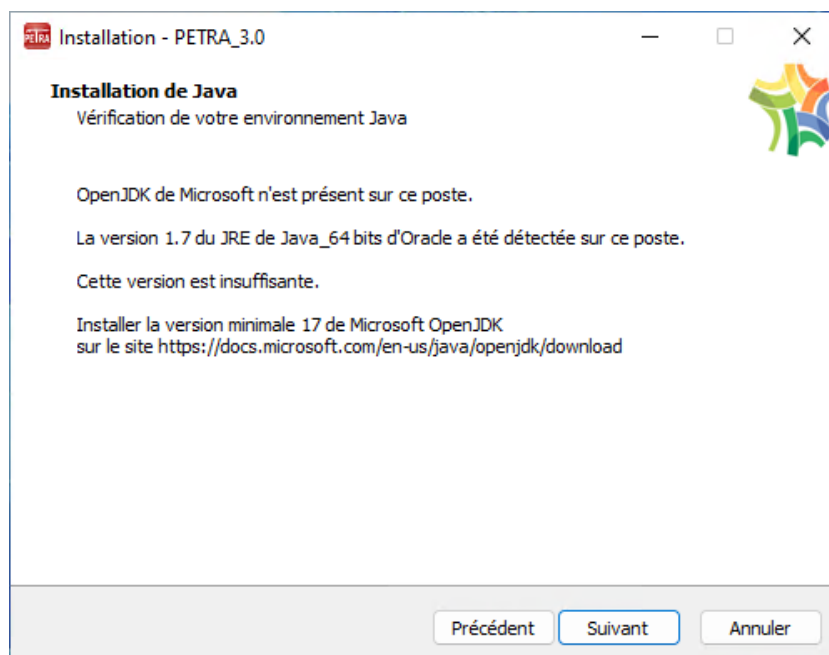 PETRA Installation - PETRA_3.0
Installation de Java
Vérification de votre environnement Java
OpenJDK de Microsoft n'est présent sur ce poste.
La version 1.7 du JRE de Java_64 bits d'Oracle a été détectée sur ce poste.
Cette version est insuffisante.
Installer la version minimale 17 de Microsoft OpenJDK
sur le site https://docs.microsoft.com/en-us/java/openjdk/download
Précédent Suivant Annuler